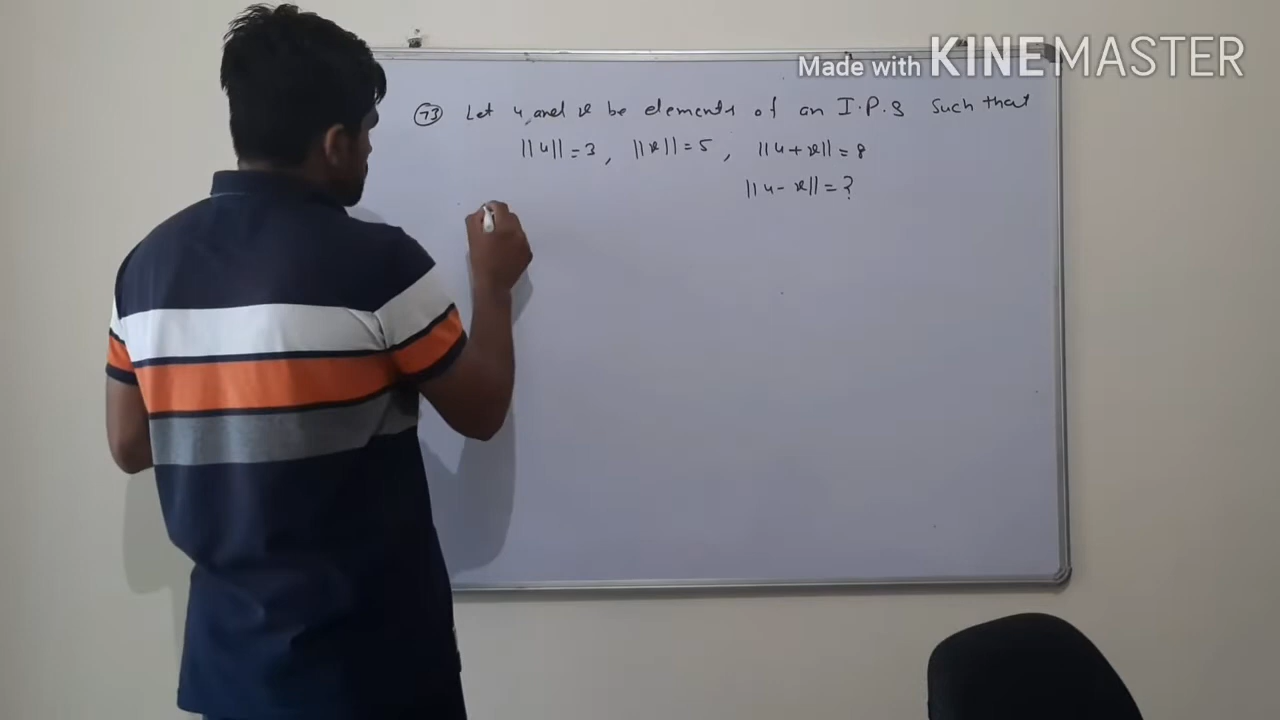 Made with KINEMASTER
73 Let u and v be elements of an I.P.S Such that
||u|| = 3, ||v|| = 5, ||u + v|| = 8
||u - v|| = ?